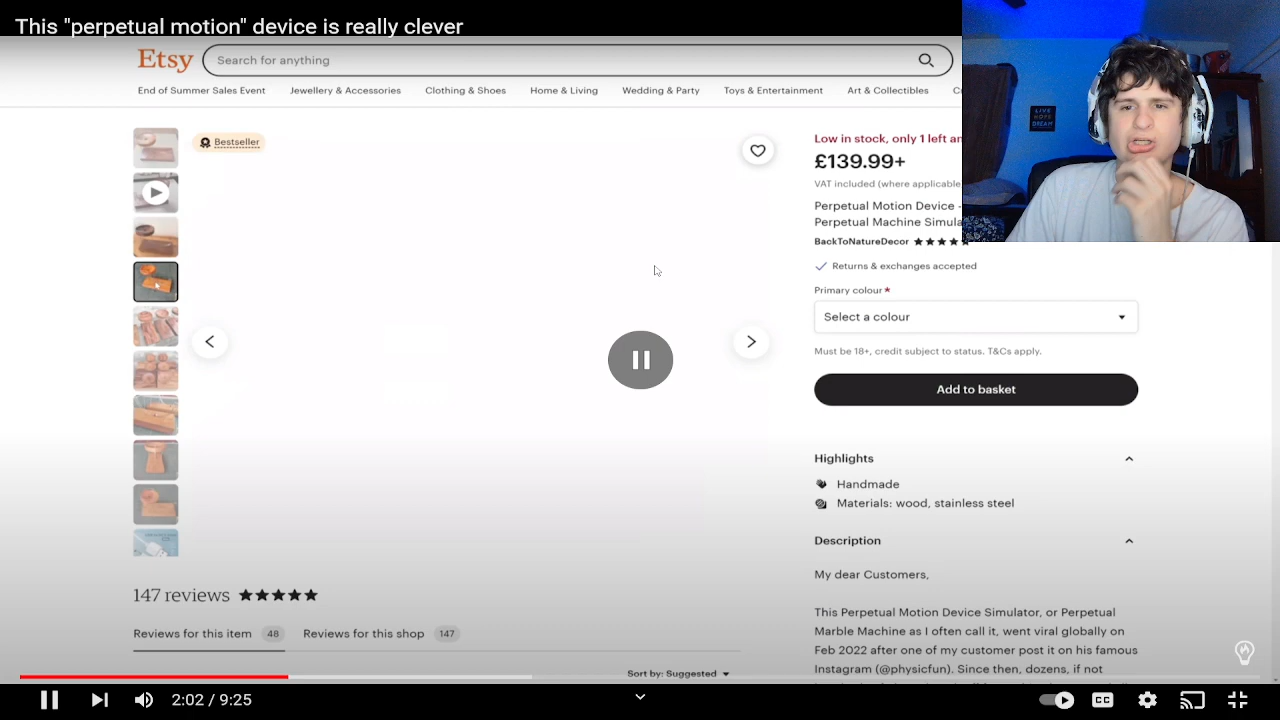 This "perpetual motion" device is really clever
Etsy
Search for anything
End of Summer Sales Event
Jewellery & Accessories
Clothing & Shoes
Home & Living
Wedding & Party
Toys & Entertainment
Art & Collectibles
LIVE
LOVE
DREAM
Bestseller
Low in stock, only 1 left an
£139.99+
VAT included (where applicable
Perpetual Motion Device -
Perpetual Machine Simula
BackToNatureDecor
Returns & exchanges accepted
Primary colour *
Select a colour
Must be 18+, credit subject to status. T&Cs apply.
Add to basket
Highlights
Handmade
Materials: wood, stainless steel
Description
My dear Customers,
This Perpetual Motion Device Simulator, or Perpetual
Marble Machine as I often call it, went viral globally on
Feb 2022 after one of my customer post it on his famous
Instagram (@physicfun). Since then, dozens, if not
147 reviews
Reviews for this item 48
Reviews for this shop 147
Sort by: Suggested
2:02 / 9:25
CC